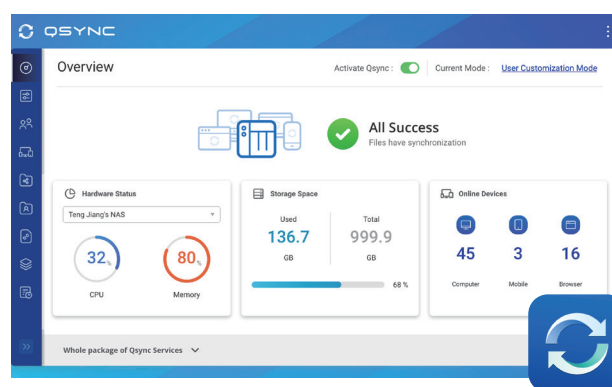 QSYNC
Overview
Activate Qsync :
Current Mode :
User Customization Mode
All Success
Files have synchronization
Hardware Status
Teng Jiang's NAS
32%
80%
CPU
Memory
Storage Space
Used
Total
136.7
999.9
GB
GB
68 %
Online Devices
45
3
16
Computer
Mobile
Browser
Whole package of Qsync Services